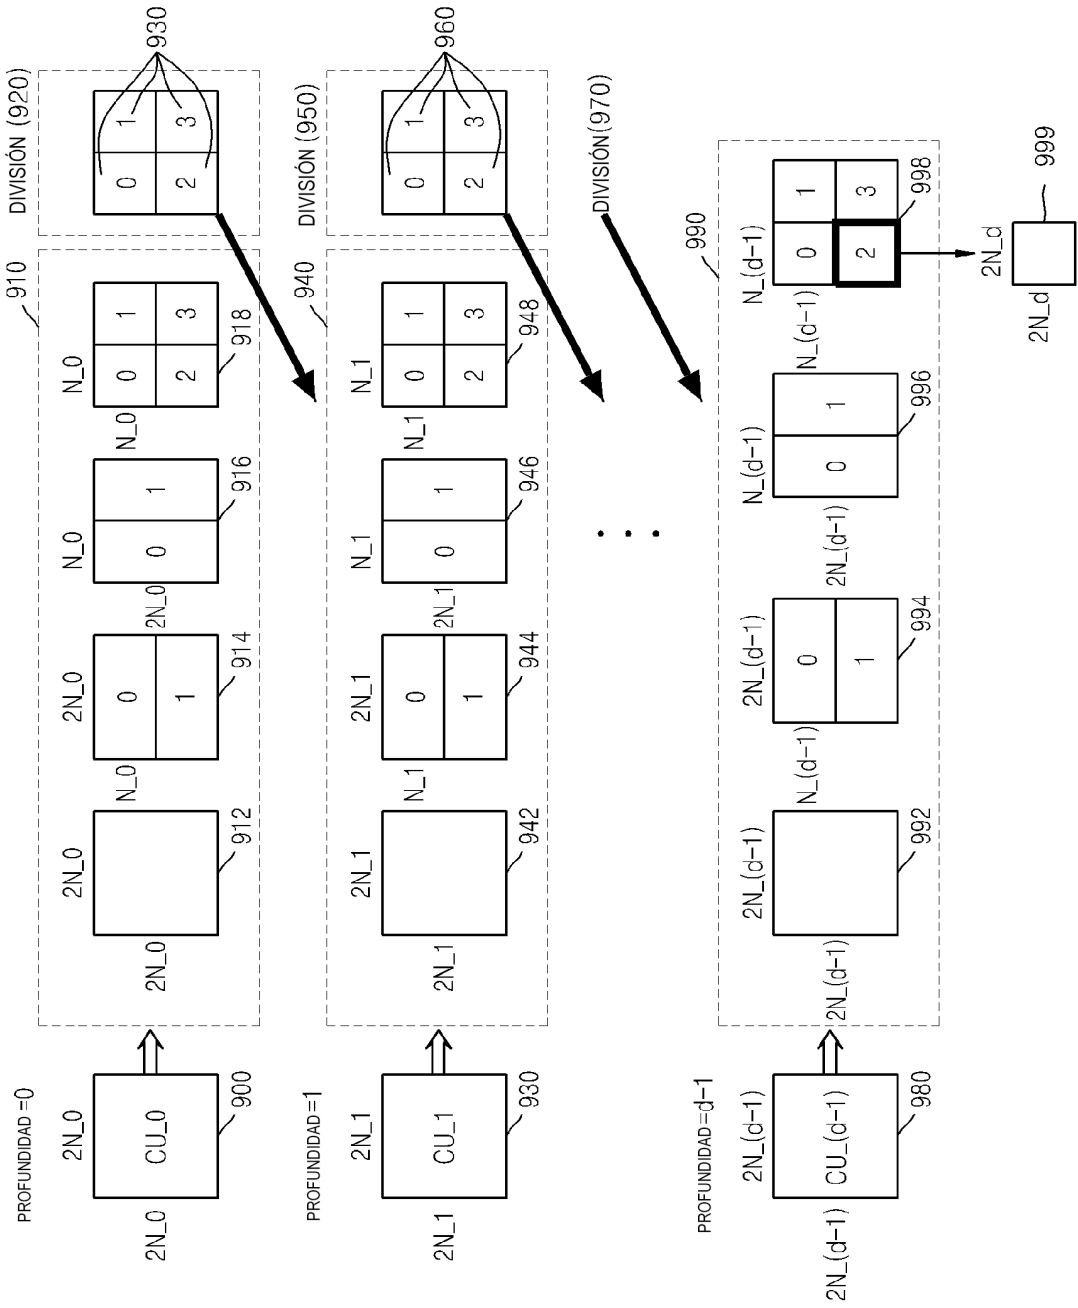 PROFUNDIDAD=0
910
DIVISIÓN (920)
2N_0
2N_0
2N_0
N_0
N_0
930
2N_0
CU_0
2N_0
N_0
0
1
2N_0
0
1
N_0
0
1
2
3
0
1
2
3
900
912
914
916
918
PROFUNDIDAD=1
940
DIVISIÓN (950)
2N_1
2N_1
2N_1
N_1
N_1
960
2N_1
CU_1
2N_1
N_1
0
1
2N_1
0
1
N_1
0
1
2
3
0
1
2
3
930
942
944
946
948
DIVISIÓN(970)
. . .
PROFUNDIDAD=d-1
990
2N_(d-1)
2N_(d-1)
2N_(d-1)
N_(d-1)
N_(d-1)
2N_(d-1)
CU_(d-1)
2N_(d-1)
N_(d-1)
0
1
2N_(d-1)
0
1
N_(d-1)
0
1
2
3
980
992
994
996
998
2N_d
2N_d
999